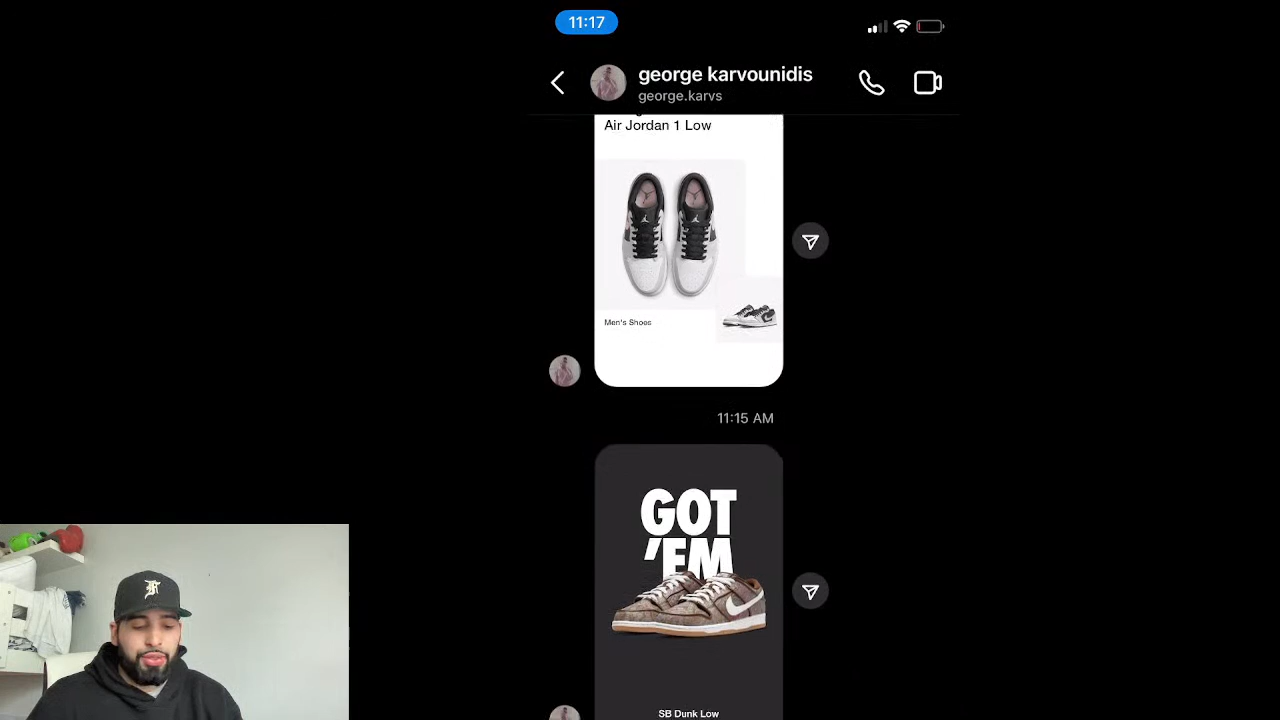 11:17
george karvounidis
george.karvs
Air Jordan 1 Low
Men's Shoes
11:15 AM
GOT
'EM
SB Dunk Low